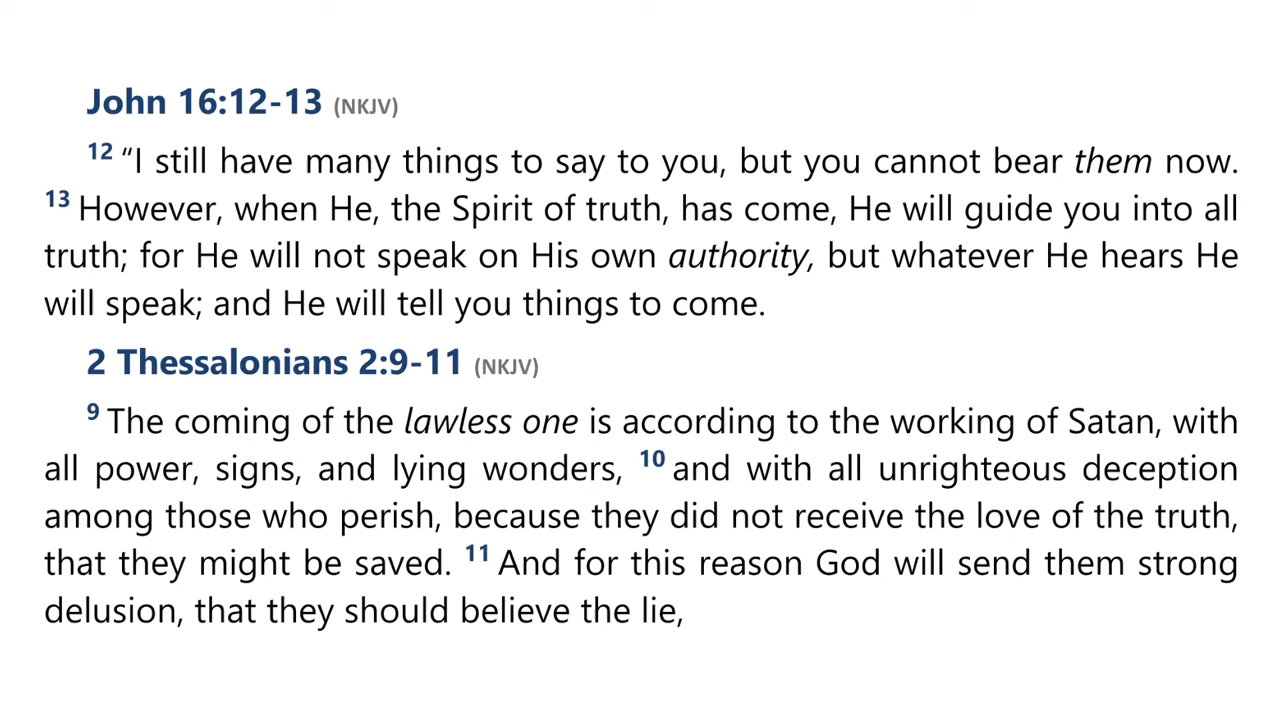 John 16:12-13 (NKJV)
12 “I still have many things to say to you, but you cannot bear them now.
13 However, when He, the Spirit of truth, has come, He will guide you into all
truth; for He will not speak on His own authority, but whatever He hears He
will speak; and He will tell you things to come.
2 Thessalonians 2:9-11 (NKJV)
9 The coming of the lawless one is according to the working of Satan, with
all power, signs, and lying wonders, 10 and with all unrighteous deception
among those who perish, because they did not receive the love of the truth,
that they might be saved. 11 And for this reason God will send them strong
delusion, that they should believe the lie,